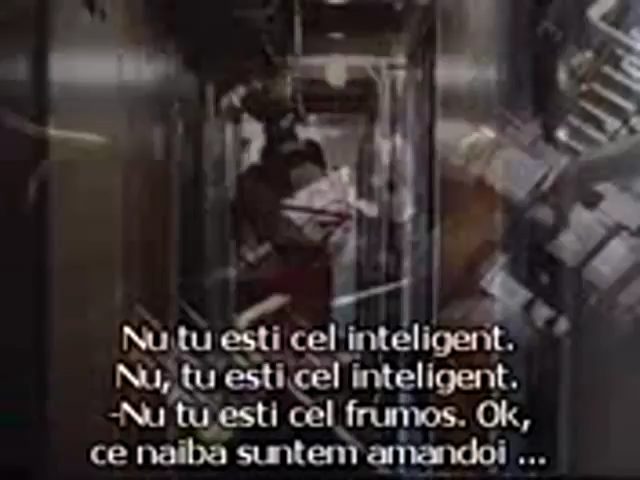 Nu tu esti cel inteligent.
Nu, tu esti cel inteligent.
-Nu tu esti cel frumos. Ok,
ce naiba suntem amandoi ...